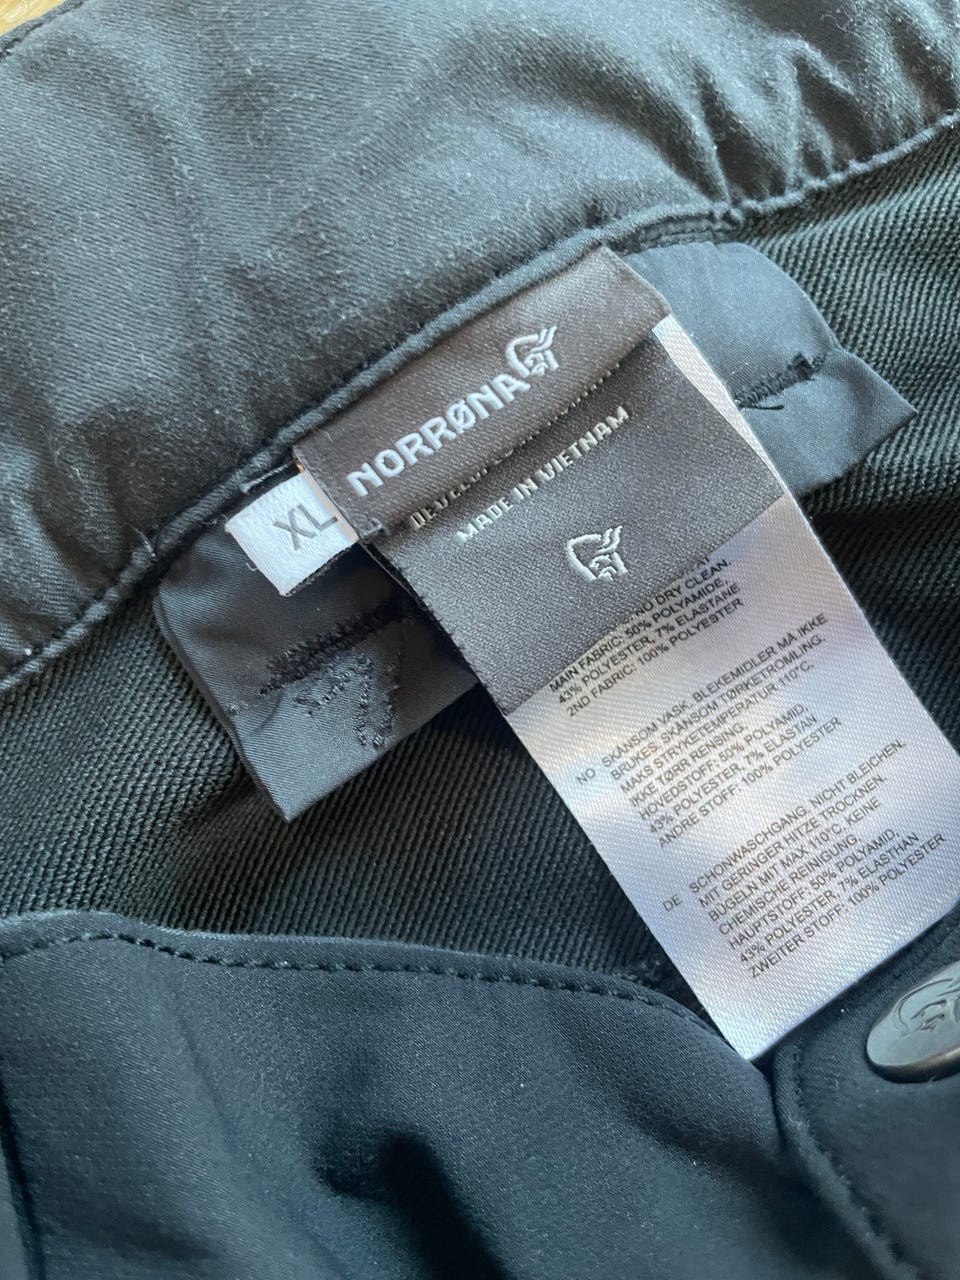 NORRØNA
XL
MADE IN VIETNAM
DRY CLEAN.
MAIN FABRIC: 50% POLYAMIDE,
43% POLYESTER, 7% ELASTANE
2ND FABRIC: 100% POLYESTER
NO SKÅNSOM VASK. BLEKEMIDLER MÅ IKKE
BRUKES. SKÅNSOM TØRKETROMLING.
MAKS STRYKETEMPERATUR 110°C.
IKKE TØRR RENSING.
HOVEDSTOFF: 50% POLYAMID,
43% POLYESTER, 7% ELASTAN
ANDRE STOFF: 100% POLYESTER
DE SCHONWASCHGANG. NICHT BLEICHEN.
MIT GERINGER HITZE TROCKNEN.
BÜGELN MIT MAX 110°C. KEINE
CHEMISCHE REINIGUNG.
HAUPTSTOFF: 50% POLYAMID,
43% POLYESTER, 7% ELASTHAN
ZWEITER STOFF: 100% POLYESTER